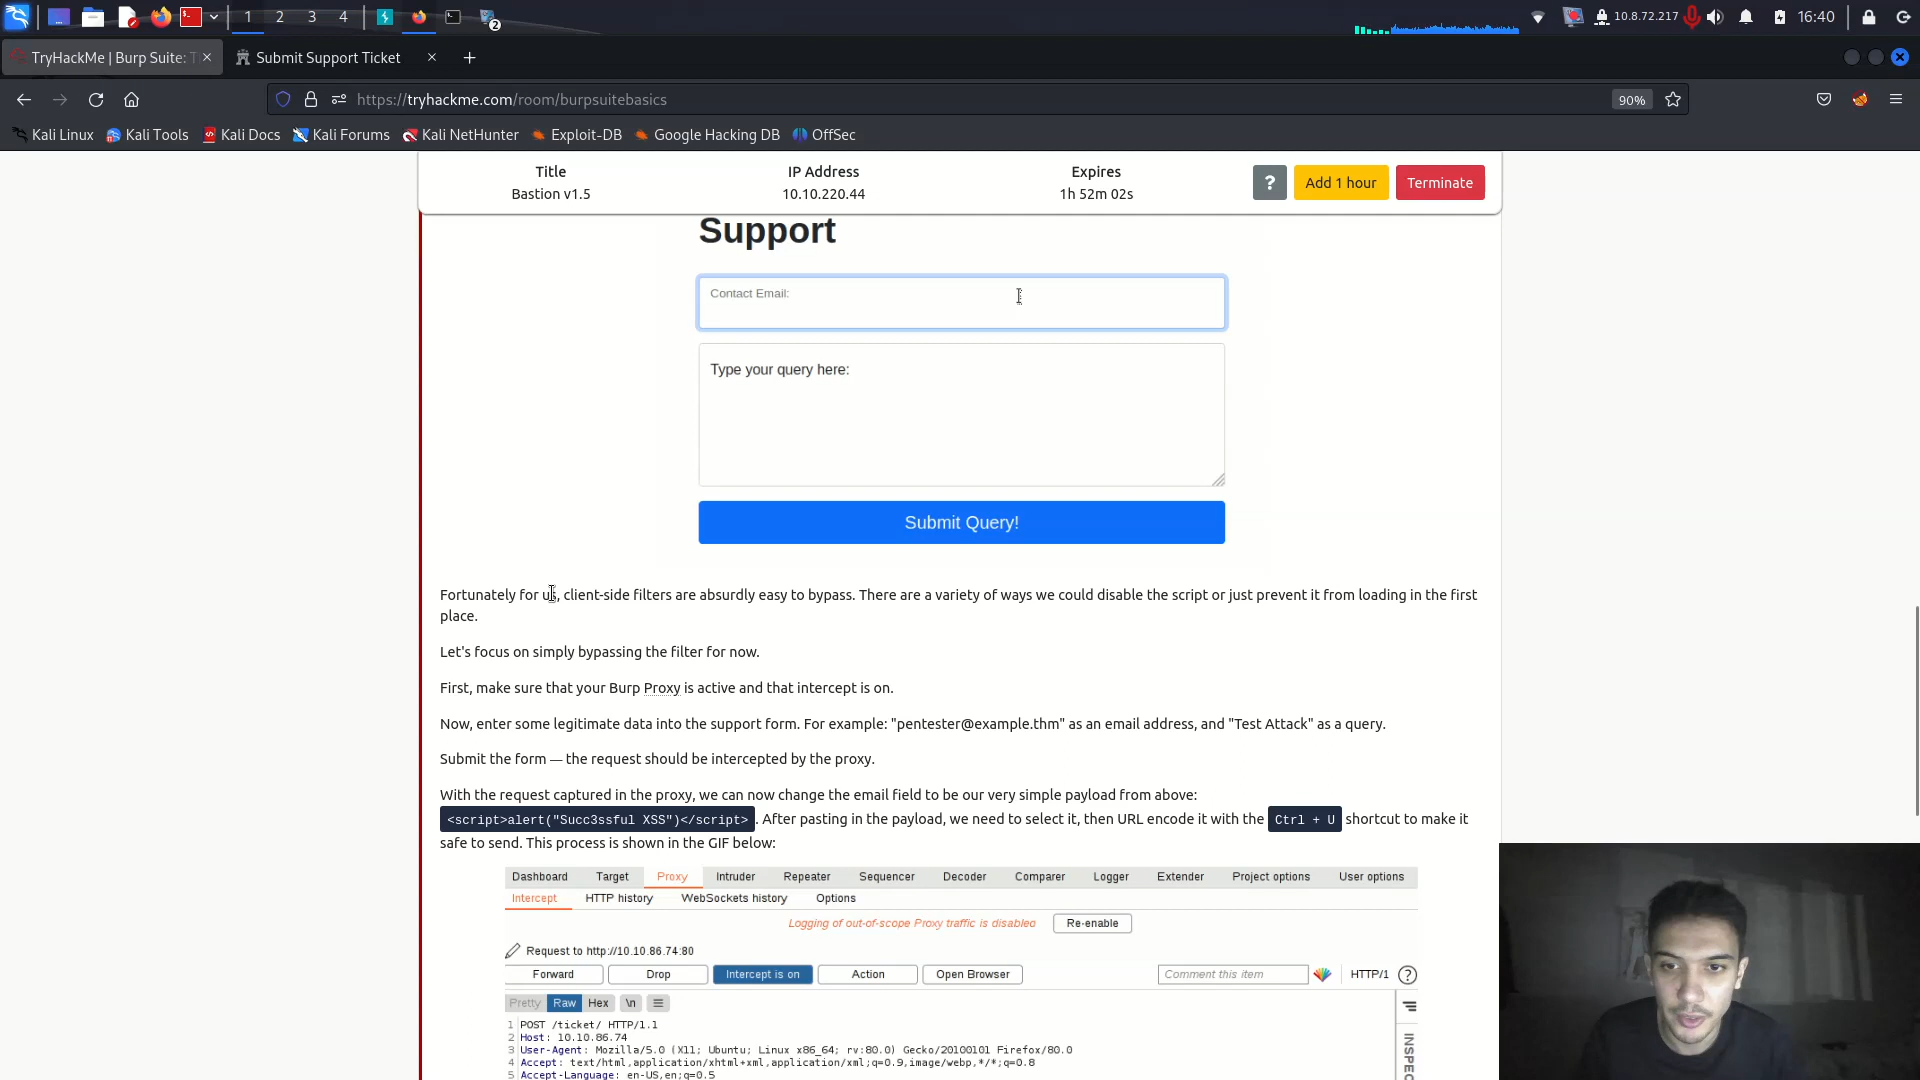 1 2 3 4
2
10.8.72.217
16:40
TryHackMe | Burp Suite: T
Submit Support Ticket
https://tryhackme.com/room/burpsuitebasics
90%
Kali Linux
Kali Tools
Kali Docs
Kali Forums
Kali NetHunter
Exploit-DB
Google Hacking DB
OffSec
Title
Bastion v1.5
IP Address
10.10.220.44
Expires
1h 52m 02s
?
Add 1 hour
Terminate
Support
Contact Email:
Type your query here:
Submit Query!
Fortunately for us, client-side filters are absurdly easy to bypass. There are a variety of ways we could disable the script or just prevent it from loading in the first
place.
Let's focus on simply bypassing the filter for now.
First, make sure that your Burp Proxy is active and that intercept is on.
Now, enter some legitimate data into the support form. For example: "pentester@example.thm" as an email address, and "Test Attack" as a query.
Submit the form — the request should be intercepted by the proxy.
With the request captured in the proxy, we can now change the email field to be our very simple payload from above:
<script>alert("Succ3ssful XSS")</script> . After pasting in the payload, we need to select it, then URL encode it with the Ctrl + U shortcut to make it
safe to send. This process is shown in the GIF below:
Dashboard Target Proxy Intruder Repeater Sequencer Decoder Comparer Logger Extender Project options User options
Intercept HTTP history WebSockets history Options
Logging of out-of-scope Proxy traffic is disabled Re-enable
Request to http://10.10.86.74:80
Forward Drop Intercept is on Action Open Browser Comment this item HTTP/1 ?
Pretty Raw Hex \n
1 POST /ticket/ HTTP/1.1
2 Host: 10.10.86.74
3 User-Agent: Mozilla/5.0 (X11; Ubuntu; Linux x86_64; rv:80.0) Gecko/20100101 Firefox/80.0
4 Accept: text/html,application/xhtml+xml,application/xml;q=0.9,image/webp,*/*;q=0.8
5 Accept-Language: en-US,en;q=0.5
INSPEC